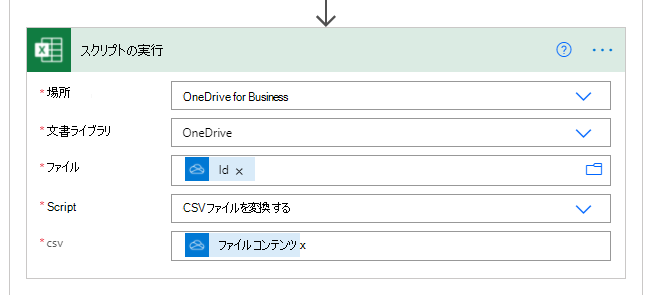 スクリプトの実行
* 場所 OneDrive for Business
* 文書ライブラリ OneDrive
* ファイル Id x
* Script CSVファイルを変換する
* csv ファイル コンテンツ x